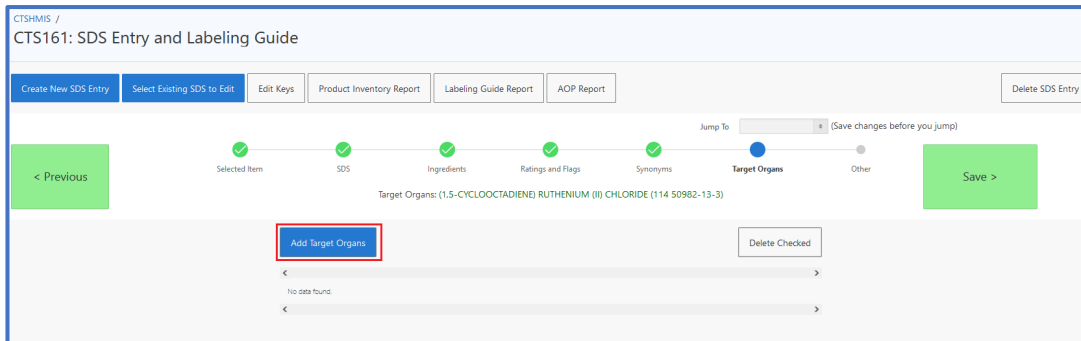 CTSHMIS /
CTS161: SDS Entry and Labeling Guide
Create New SDS Entry
Select Existing SDS to Edit
Edit Keys
Product Inventory Report
Labeling Guide Report
AOP Report
Delete SDS Entry
Jump To
(Save changes before you jump)
< Previous
Selected Item
SDS
Ingredients
Ratings and Flags
Synonyms
Target Organs
Other
Save >
Target Organs: (1,5-CYCLOOCTADIENE) RUTHENIUM (II) CHLORIDE (114 50982-13-3)
Add Target Organs
Delete Checked
No data found.